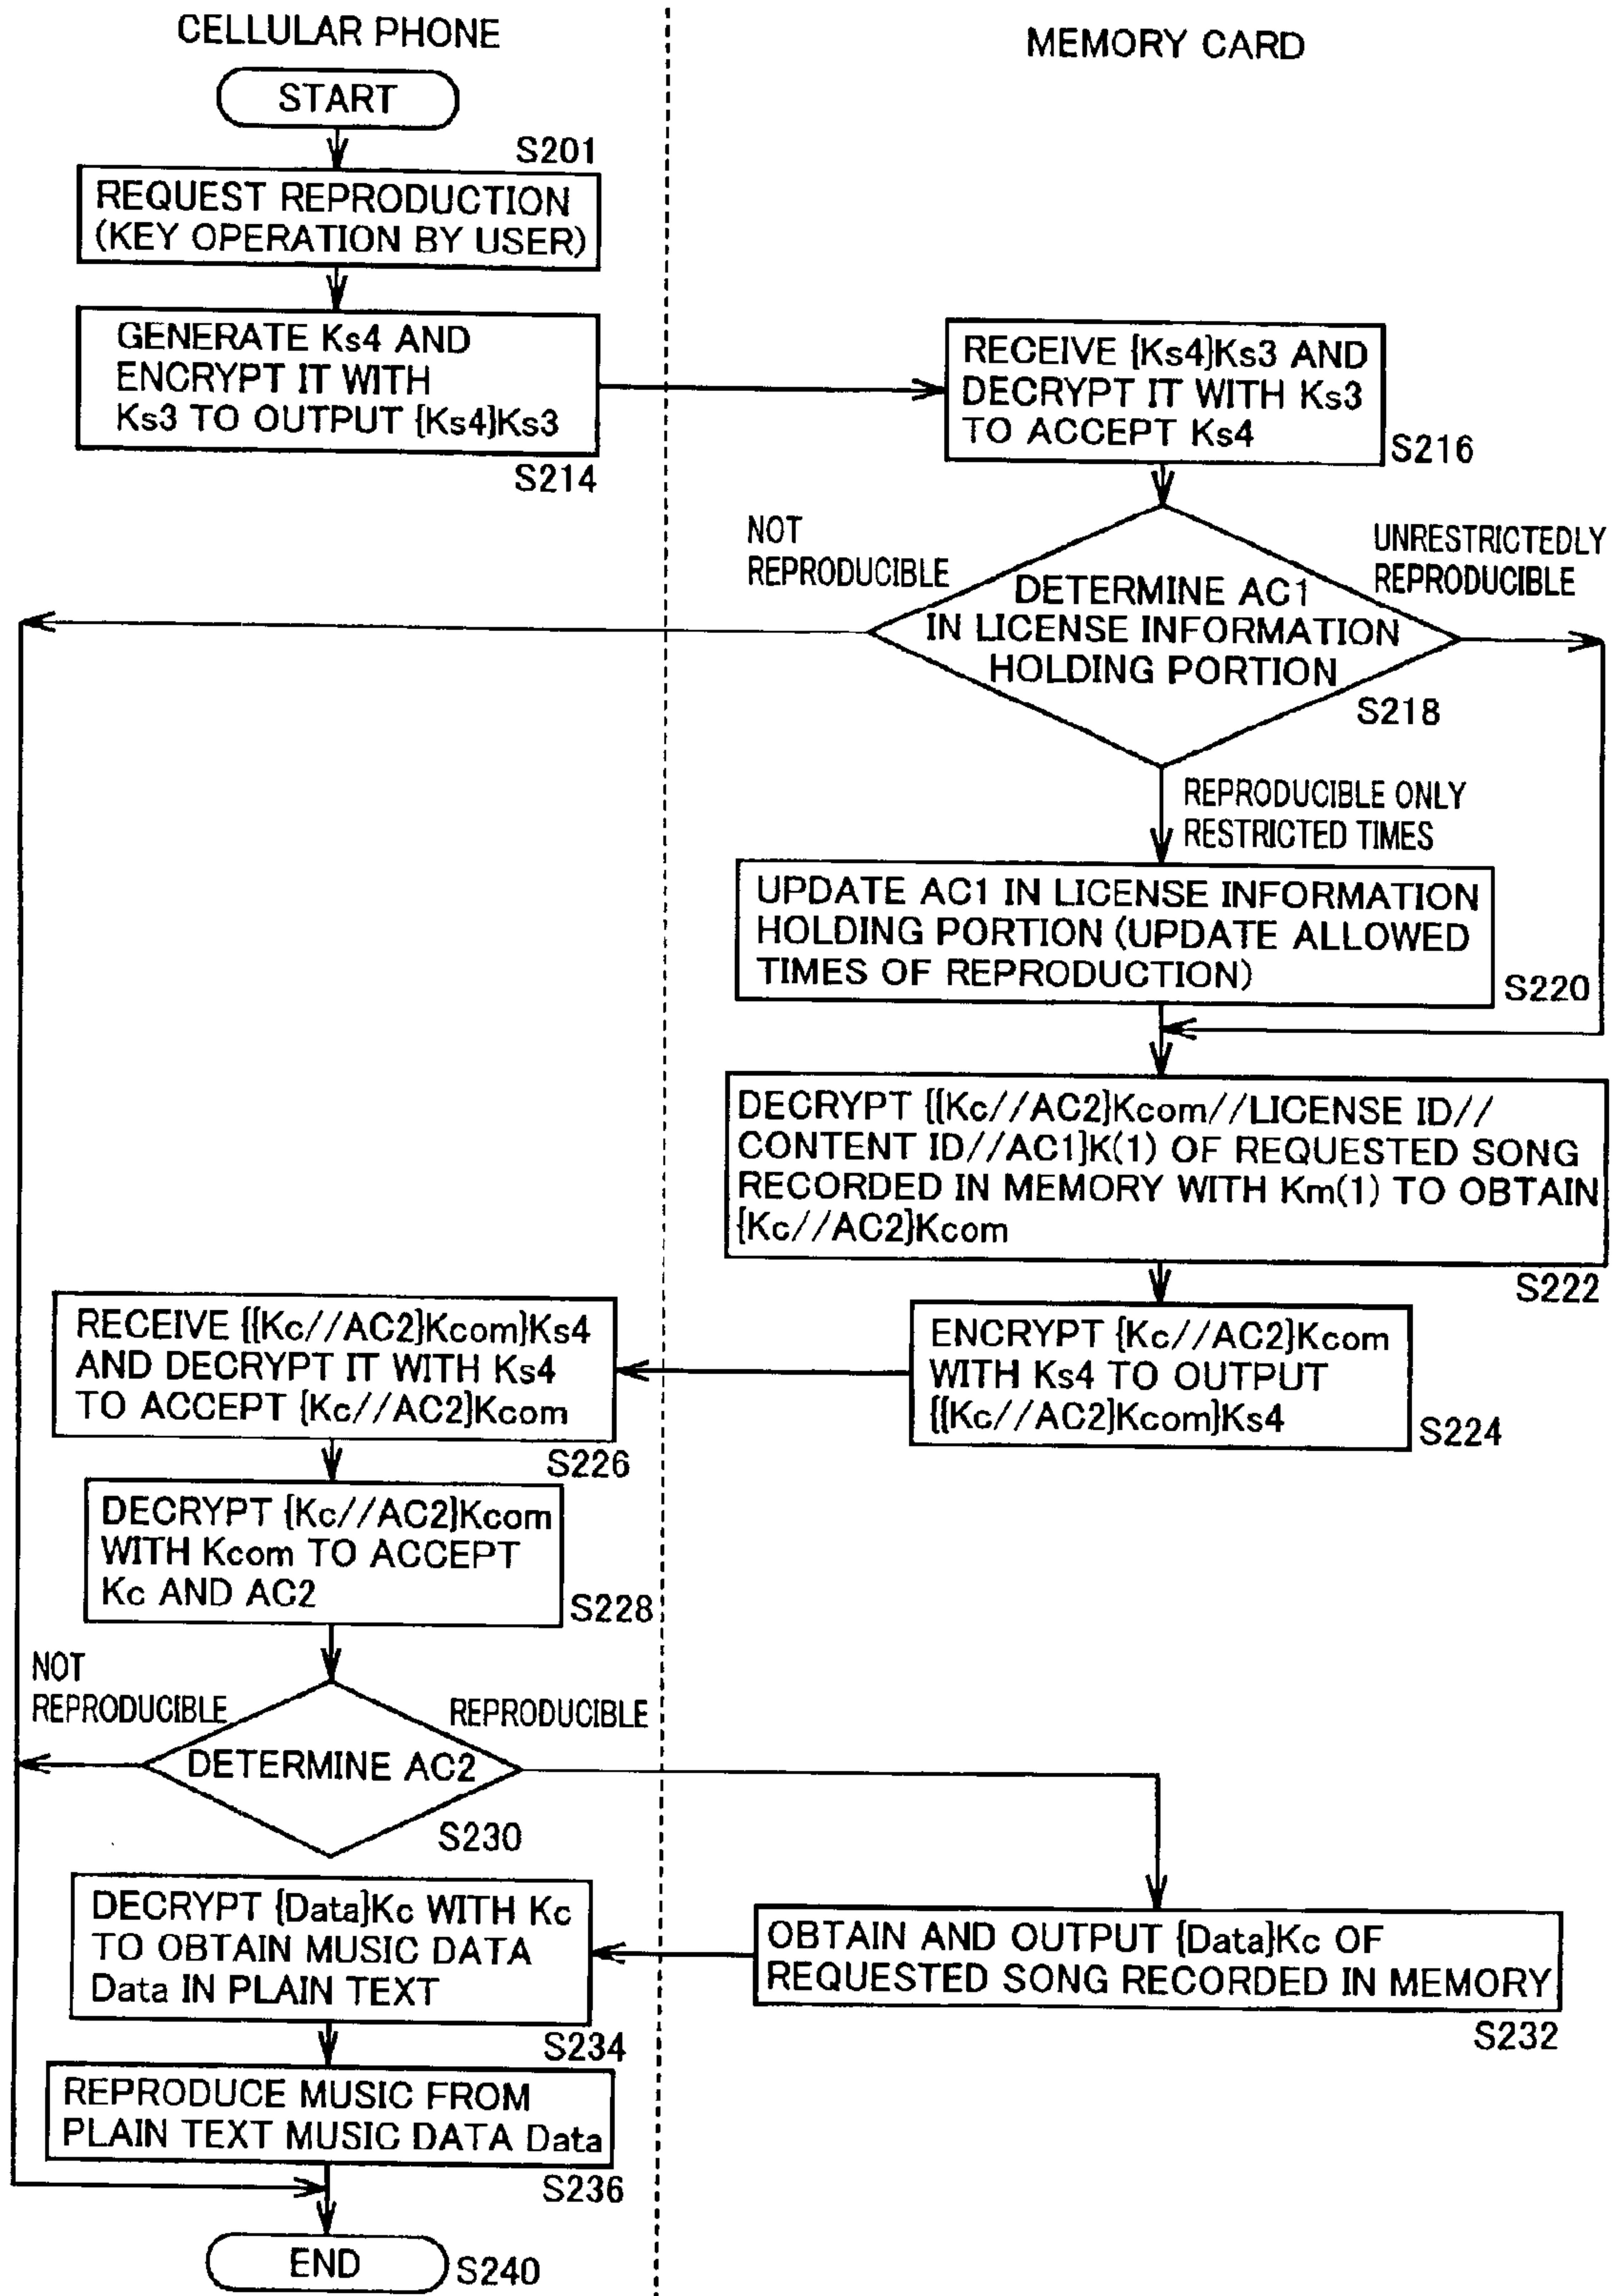 CELLULAR PHONE
MEMORY CARD
START
S201
REQUEST REPRODUCTION
(KEY OPERATION BY USER)
GENERATE Ks4 AND
ENCRYPT IT WITH
Ks3 TO OUTPUT {Ks4}Ks3
S214
RECEIVE {Ks4}Ks3 AND
DECRYPT IT WITH Ks3
TO ACCEPT Ks4
S216
NOT
REPRODUCIBLE
UNRESTRICTEDLY
REPRODUCIBLE
DETERMINE AC1
IN LICENSE INFORMATION
HOLDING PORTION
S218
REPRODUCIBLE ONLY
RESTRICTED TIMES
UPDATE AC1 IN LICENSE INFORMATION
HOLDING PORTION (UPDATE ALLOWED
TIMES OF REPRODUCTION)
S220
DECRYPT {{Kc//AC2}Kcom//LICENSE ID//
CONTENT ID//AC1}K(1) OF REQUESTED SONG
RECORDED IN MEMORY WITH Km(1) TO OBTAIN
{Kc//AC2}Kcom
S222
ENCRYPT {Kc//AC2}Kcom
WITH Ks4 TO OUTPUT
{{Kc//AC2}Kcom}Ks4
S224
RECEIVE {{Kc//AC2}Kcom}Ks4
AND DECRYPT IT WITH Ks4
TO ACCEPT {Kc//AC2}Kcom
S226
DECRYPT {Kc//AC2}Kcom
WITH Kcom TO ACCEPT
Kc AND AC2
S228
NOT
REPRODUCIBLE
REPRODUCIBLE
DETERMINE AC2
S230
OBTAIN AND OUTPUT {Data}Kc OF
REQUESTED SONG RECORDED IN MEMORY
S232
DECRYPT {Data}Kc WITH Kc
TO OBTAIN MUSIC DATA
Data IN PLAIN TEXT
S234
REPRODUCE MUSIC FROM
PLAIN TEXT MUSIC DATA Data
S236
END
S240